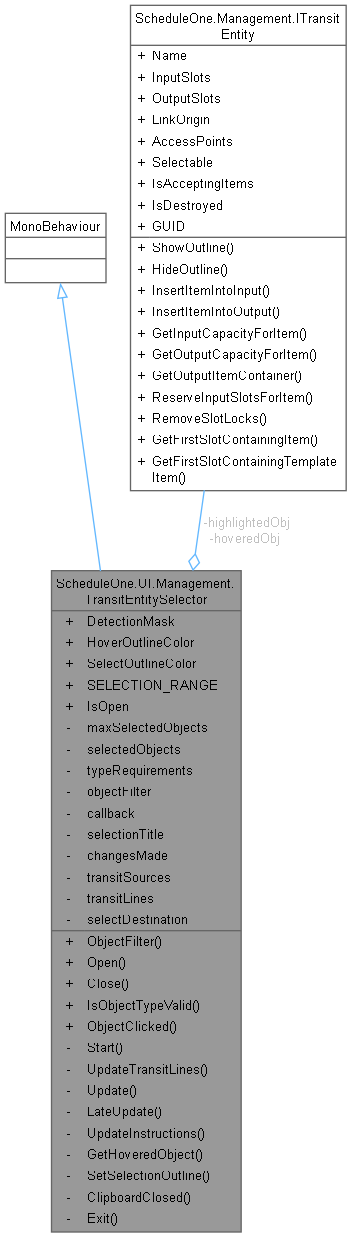 ScheduleOne.Management.ITransit
Entity
+ Name
+ InputSlots
+ OutputSlots
+ LinkOrigin
+ AccessPoints
+ Selectable
+ IsAcceptingItems
+ IsDestroyed
+ GUID
+ ShowOutline()
+ HideOutline()
+ InsertItemIntoInput()
+ InsertItemIntoOutput()
+ GetInputCapacityForItem()
+ GetOutputCapacityForItem()
+ GetOutputItemContainer()
+ ReserveInputSlotsForItem()
+ RemoveSlotLocks()
+ GetFirstSlotContainingItem()
+ GetFirstSlotContainingTemplate
Item()
MonoBehaviour
-highlightedObj
-hoveredObj
ScheduleOne.UI.Management.
TransitEntitySelector
+ DetectionMask
+ HoverOutlineColor
+ SelectOutlineColor
+ SELECTION_RANGE
+ IsOpen
- maxSelectedObjects
- selectedObjects
- typeRequirements
- objectFilter
- callback
- selectionTitle
- changesMade
- transitSources
- transitLines
- selectDestination
+ ObjectFilter()
+ Open()
+ Close()
+ IsObjectTypeValid()
+ ObjectClicked()
- Start()
- UpdateTransitLines()
- Update()
- LateUpdate()
- UpdateInstructions()
- GetHoveredObject()
- SetSelectionOutline()
- ClipboardClosed()
- Exit()